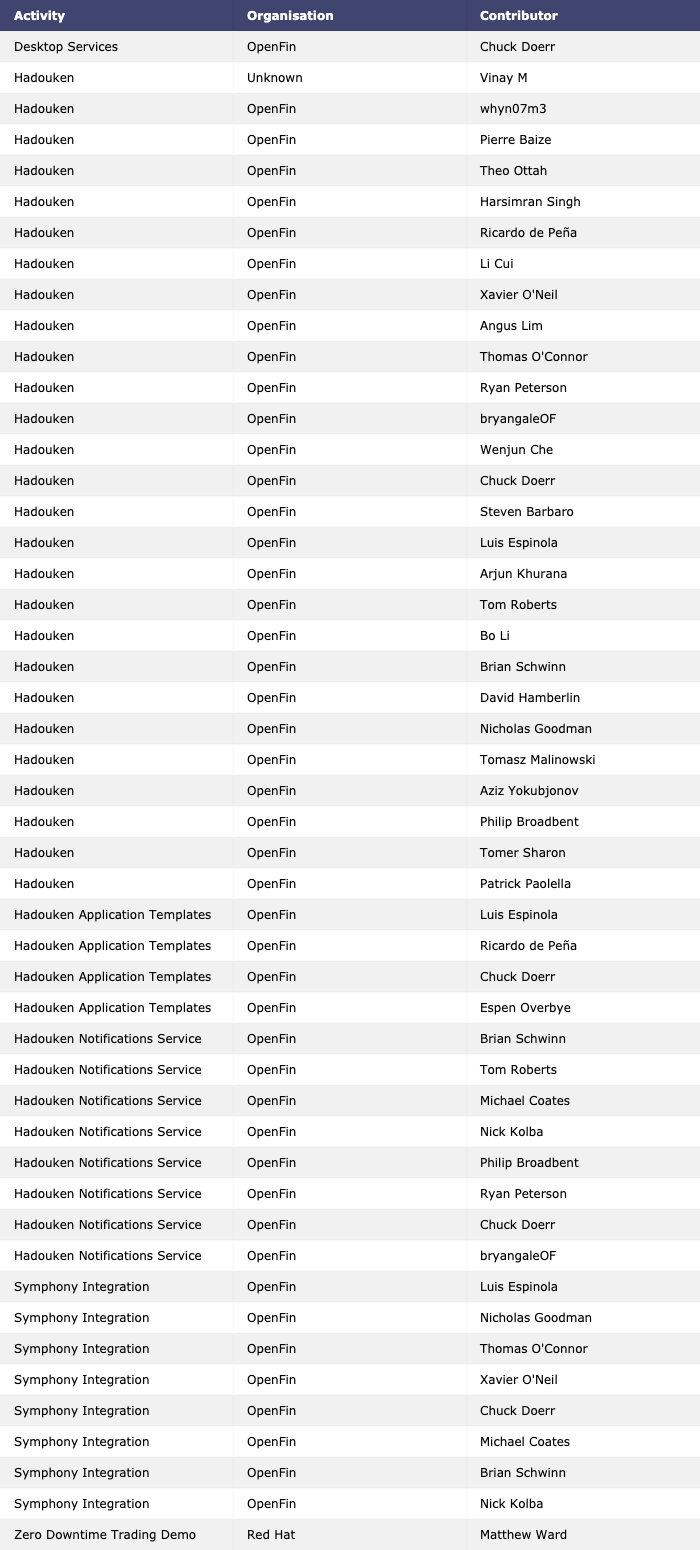 Activity Organisation Contributor
Desktop Services OpenFin Chuck Doerr
Hadouken Unknown Vinay M
Hadouken OpenFin whyn07m3
Hadouken OpenFin Pierre Baize
Hadouken OpenFin Theo Ottah
Hadouken OpenFin Harsimran Singh
Hadouken OpenFin Ricardo de Peña
Hadouken OpenFin Li Cui
Hadouken OpenFin Xavier O'Neil
Hadouken OpenFin Angus Lim
Hadouken OpenFin Thomas O'Connor
Hadouken OpenFin Ryan Peterson
Hadouken OpenFin bryangaleOF
Hadouken OpenFin Wenjun Che
Hadouken OpenFin Chuck Doerr
Hadouken OpenFin Steven Barbaro
Hadouken OpenFin Luis Espinola
Hadouken OpenFin Arjun Khurana
Hadouken OpenFin Tom Roberts
Hadouken OpenFin Bo Li
Hadouken OpenFin Brian Schwinn
Hadouken OpenFin David Hamberlin
Hadouken OpenFin Nicholas Goodman
Hadouken OpenFin Tomasz Malinowski
Hadouken OpenFin Aziz Yokubjonov
Hadouken OpenFin Philip Broadbent
Hadouken OpenFin Tomer Sharon
Hadouken OpenFin Patrick Paolella
Hadouken Application Templates OpenFin Luis Espinola
Hadouken Application Templates OpenFin Ricardo de Peña
Hadouken Application Templates OpenFin Chuck Doerr
Hadouken Application Templates OpenFin Espen Overbye
Hadouken Notifications Service OpenFin Brian Schwinn
Hadouken Notifications Service OpenFin Tom Roberts
Hadouken Notifications Service OpenFin Michael Coates
Hadouken Notifications Service OpenFin Nick Kolba
Hadouken Notifications Service OpenFin Philip Broadbent
Hadouken Notifications Service OpenFin Ryan Peterson
Hadouken Notifications Service OpenFin Chuck Doerr
Hadouken Notifications Service OpenFin bryangaleOF
Symphony Integration OpenFin Luis Espinola
Symphony Integration OpenFin Nicholas Goodman
Symphony Integration OpenFin Thomas O'Connor
Symphony Integration OpenFin Xavier O'Neil
Symphony Integration OpenFin Chuck Doerr
Symphony Integration OpenFin Michael Coates
Symphony Integration OpenFin Brian Schwinn
Symphony Integration OpenFin Nick Kolba
Zero Downtime Trading Demo Red Hat Matthew Ward